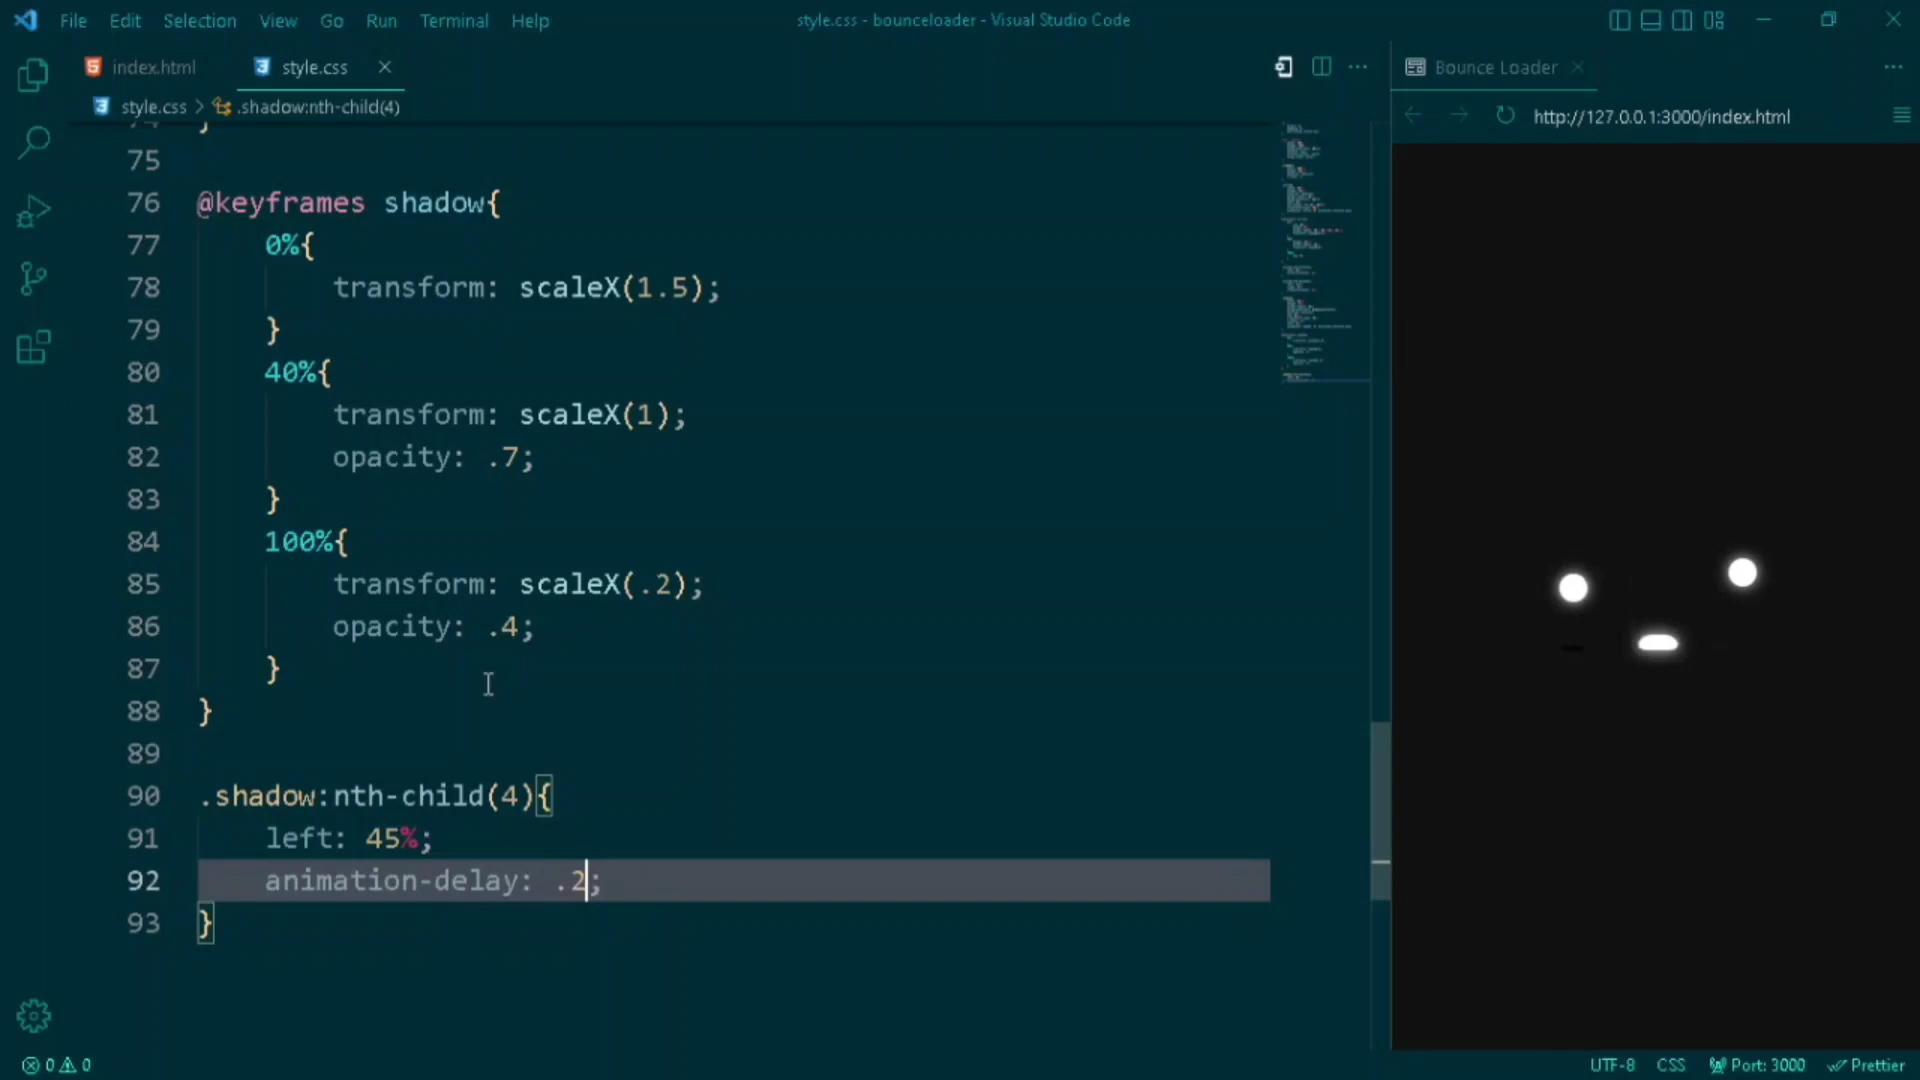 File Edit Selection View Go Run Terminal Help
style.css - bounceloader - Visual Studio Code
index.html
style.css
Bounce Loader
style.css > .shadow:nth-child(4)
http://127.0.0.1:3000/index.html
75
76 @keyframes shadow{
77 0%{
78 transform: scaleX(1.5);
79 }
80 40%{
81 transform: scaleX(1);
82 opacity: .7;
83 }
84 100%{
85 transform: scaleX(.2);
86 opacity: .4;
87 }
88 }
89
90 .shadow:nth-child(4){
91 left: 45%;
92 animation-delay: .2;
93 }
0 0
UTF-8 CSS Port: 3000 Prettier